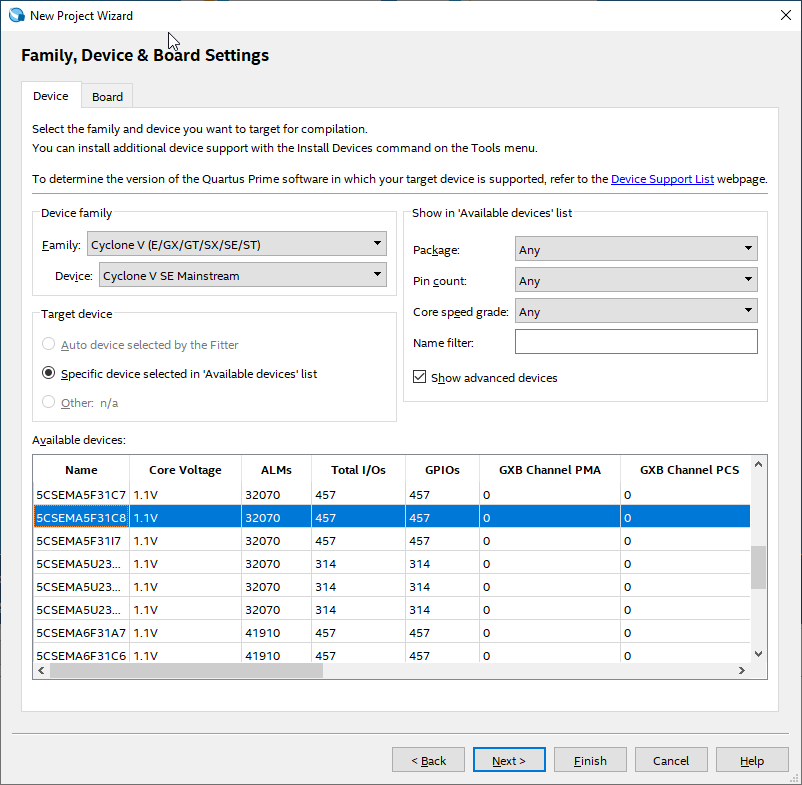 New Project Wizard
Family, Device & Board Settings
Device
Board
Select the family and device you want to target for compilation.
You can install additional device support with the Install Devices command on the Tools menu.
To determine the version of the Quartus Prime software in which your target device is supported, refer to the Device Support List webpage.
Device family
Family: Cyclone V (E/GX/GT/SX/SE/ST)
Device: Cyclone V SE Mainstream
Target device
Auto device selected by the Fitter
Specific device selected in 'Available devices' list
Other: n/a
Show in 'Available devices' list
Package: Any
Pin count: Any
Core speed grade: Any
Name filter:
Show advanced devices
Available devices:
Name Core Voltage ALMs Total I/Os GPIOs GXB Channel PMA GXB Channel PCS
5CSEMA5F31C7 1.1V 32070 457 457 0 0
5CSEMA5F31C8 1.1V 32070 457 457 0 0
5CSEMA5F31I7 1.1V 32070 457 457 0 0
5CSEMA5U23... 1.1V 32070 314 314 0 0
5CSEMA5U23... 1.1V 32070 314 314 0 0
5CSEMA5U23... 1.1V 32070 314 314 0 0
5CSEMA6F31A7 1.1V 41910 457 457 0 0
5CSEMA6F31C6 1.1V 41910 457 457 0 0
< Back
Next >
Finish
Cancel
Help